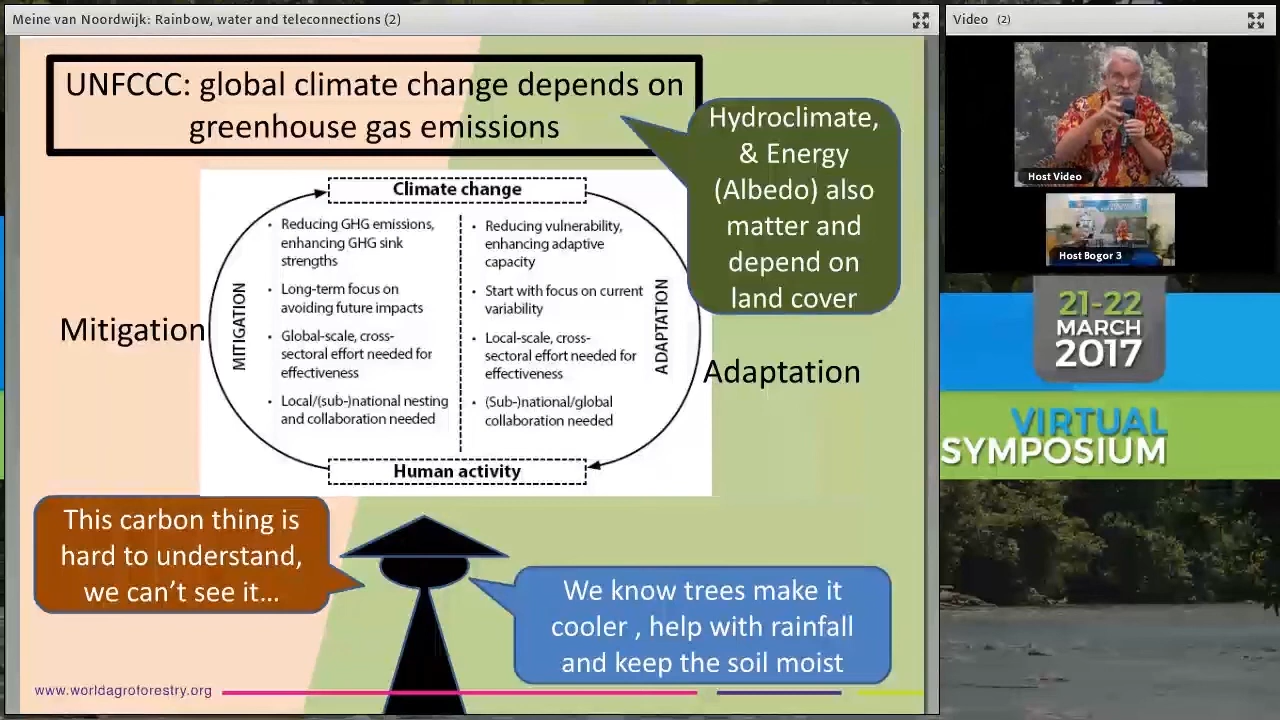 Meine van Noordwijk: Rainbow, water and teleconnections (2)
UNFCCC: global climate change depends on
greenhouse gas emissions
Hydroclimate,
& Energy
(Albedo) also
matter and
depend on
land cover
Climate change
• Reducing GHG emissions,
enhancing GHG sink
strengths
• Long-term focus on
avoiding future impacts
• Global-scale, cross-
sectoral effort needed for
effectiveness
• Local/(sub-)national nesting
and collaboration needed
• Reducing vulnerability,
enhancing adaptive
capacity
• Start with focus on current
variability
• Local-scale, cross-
sectoral effort needed for
effectiveness
• (Sub-)national/global
collaboration needed
MITIGATION
ADAPTATION
Mitigation
Adaptation
Human activity
This carbon thing is
hard to understand,
we can't see it...
We know trees make it
cooler , help with rainfall
and keep the soil moist
www.worldagroforestry.org
Video (2)
Host Video
Host Bogor 3
21-22
MARCH
2017
VIRTUAL
SYMPOSIUM